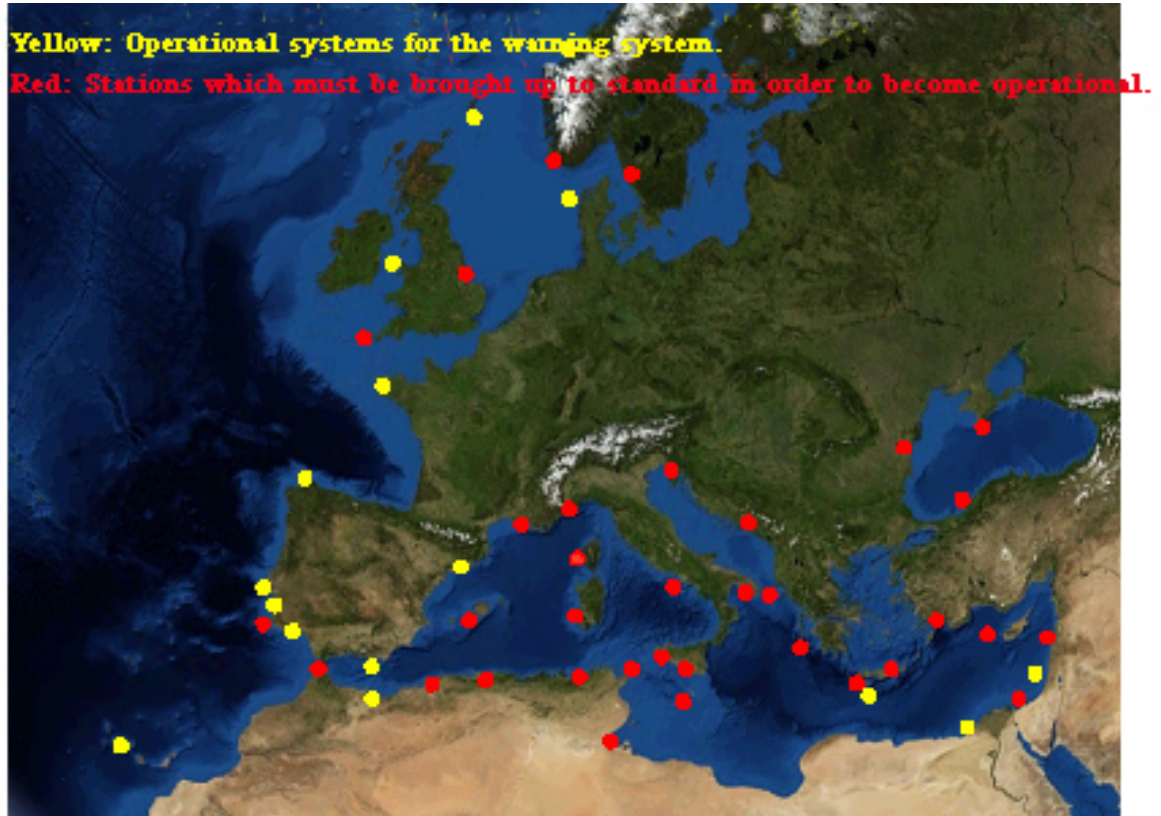 Yellow: Operational systems for the warning system.
Red: Stations which must be brought up to standard in order to become operational.